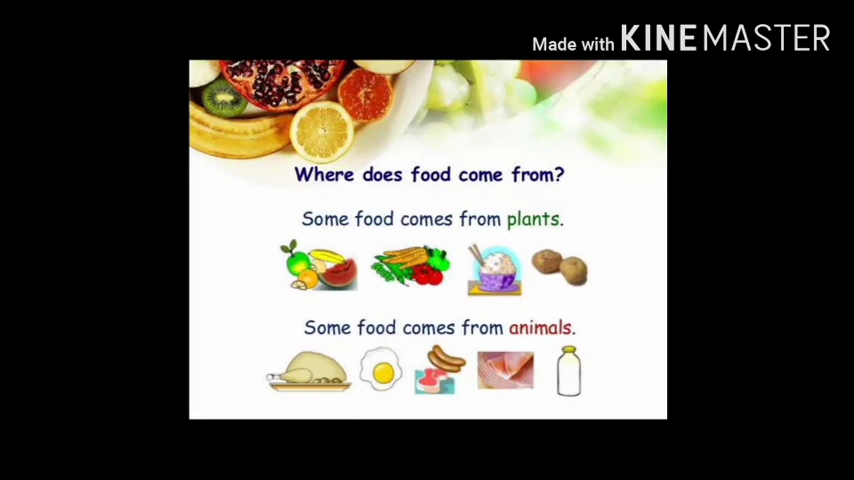 Made with KINEMASTER
Where does food come from?
Some food comes from plants.
Some food comes from animals.